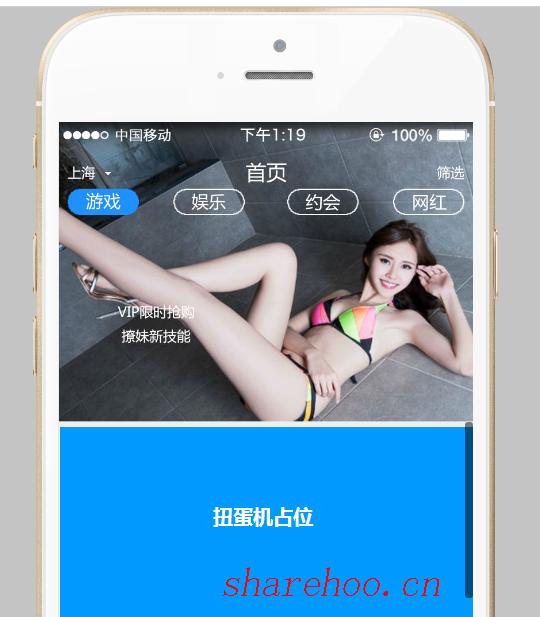 中国移动 下午1:19 100%
上海 首页 筛选
游戏 娱乐 约会 网红
VIP限时抢购
撩妹新技能
扭蛋机占位
sharehoo.cn